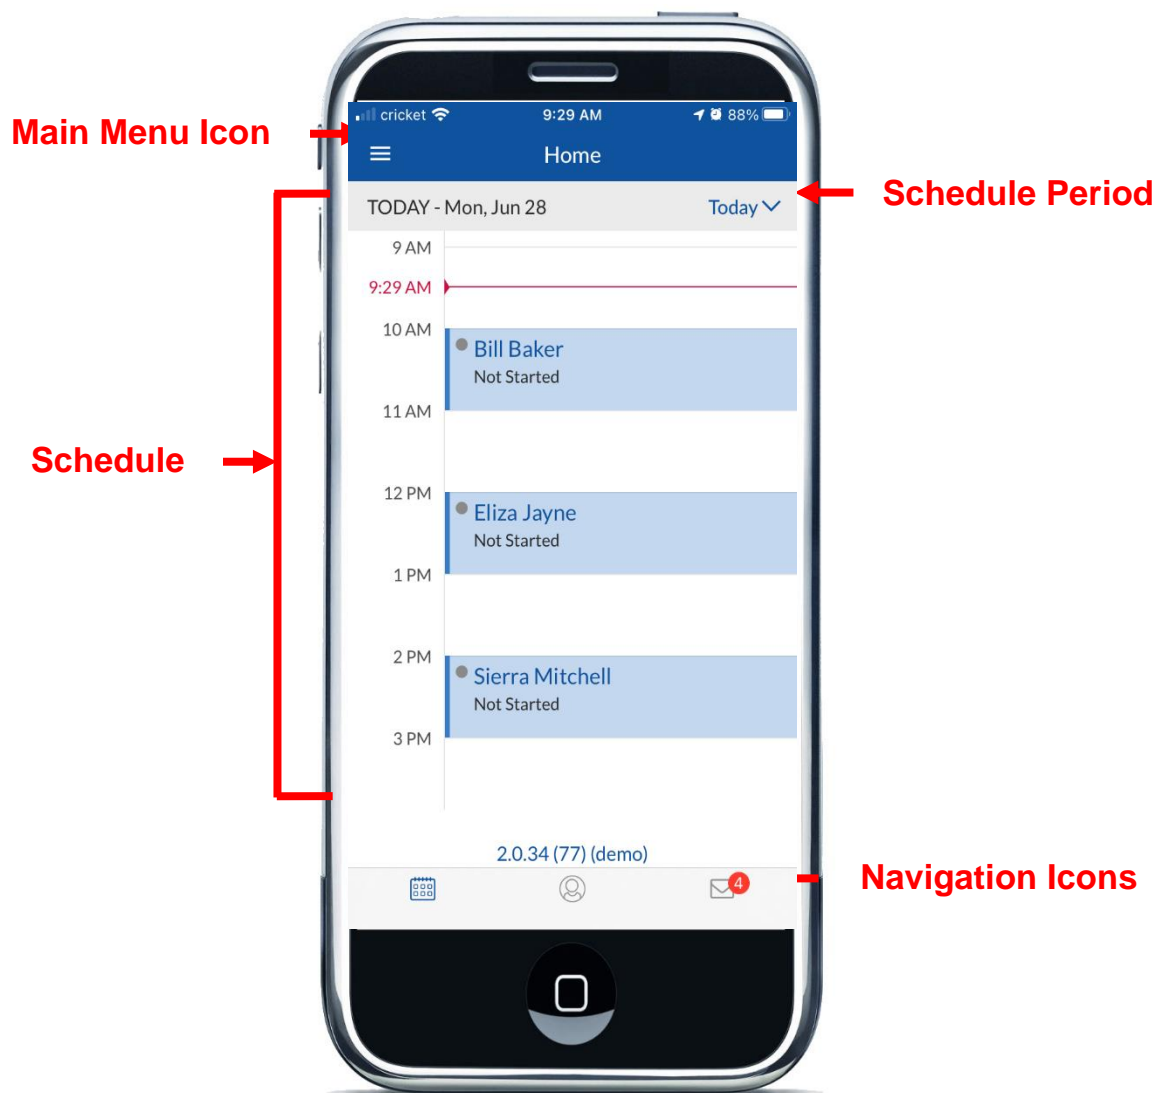 cricket 9:29 AM 88%
Main Menu Icon
Home
Schedule Period
TODAY - Mon, Jun 28 Today
9 AM
9:29 AM
10 AM
Bill Baker
Not Started
11 AM
Schedule
12 PM
Eliza Jayne
Not Started
1 PM
2 PM
Sierra Mitchell
Not Started
3 PM
2.0.34 (77) (demo)
Navigation Icons
4